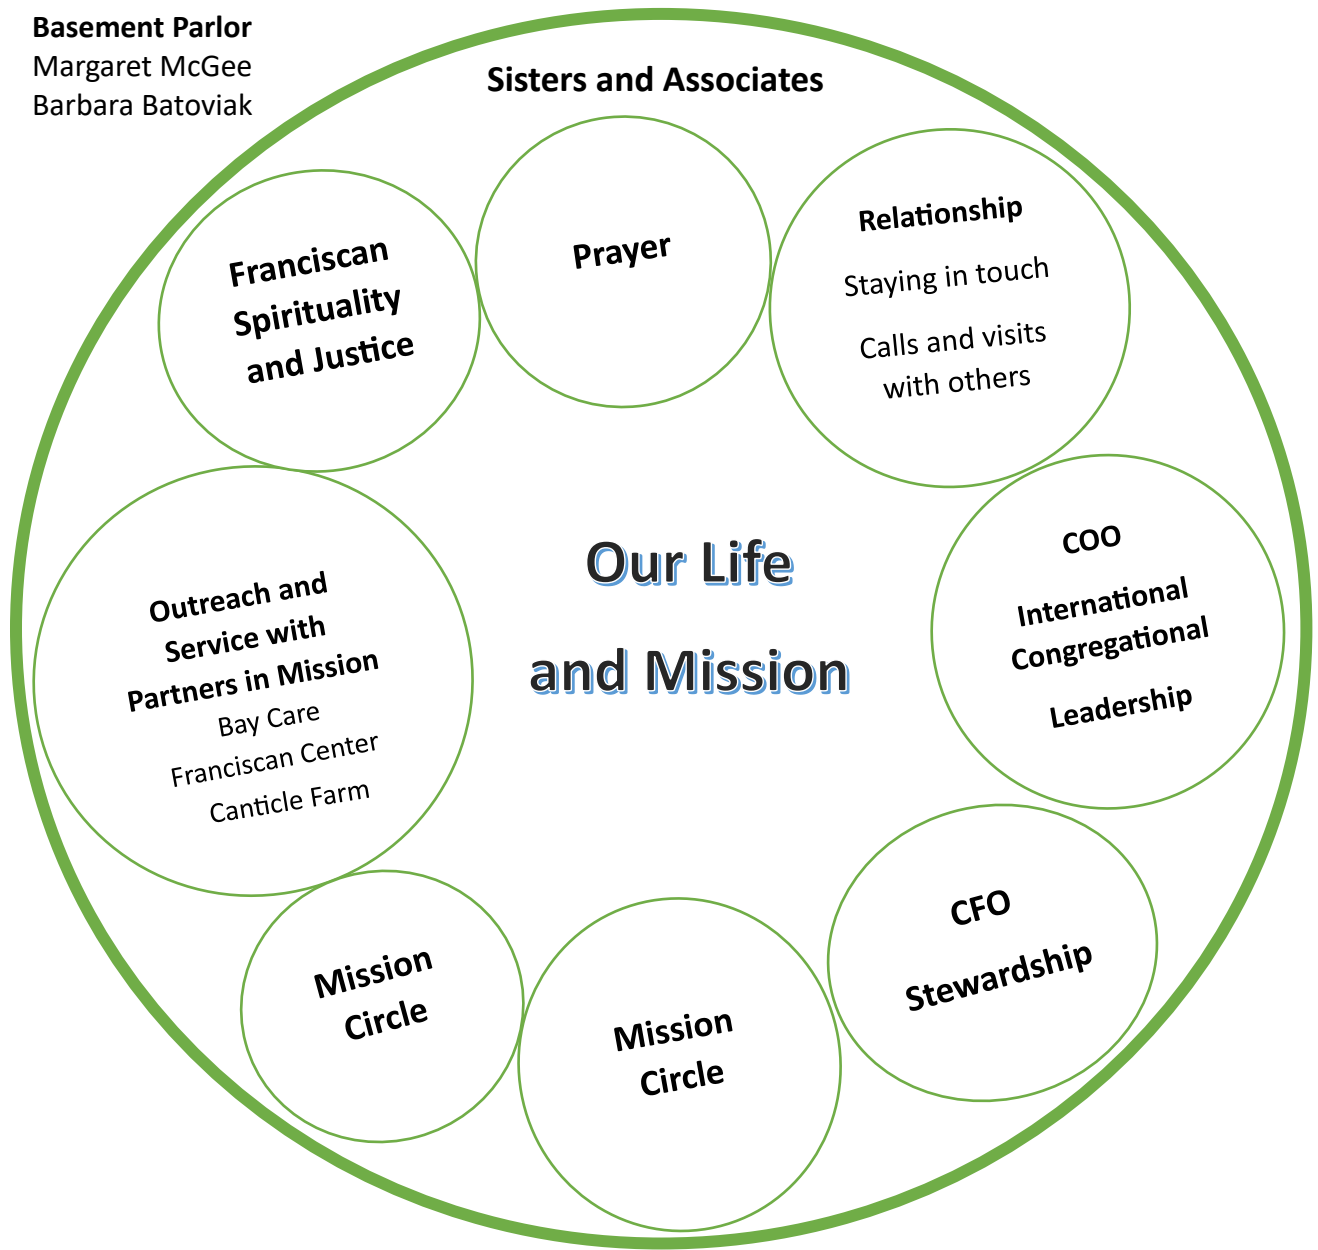 Basement Parlor
Margaret McGee
Barbara Batoviak
Sisters and Associates
Franciscan
Spirituality
and Justice
Prayer
Relationship
Staying in touch
Calls and visits
with others
Our Life
and Mission
COO
International
Congregational
Leadership
Outreach and
Service with
Partners in Mission
Bay Care
Franciscan Center
Canticle Farm
CFO
Stewardship
Mission
Circle
Mission
Circle